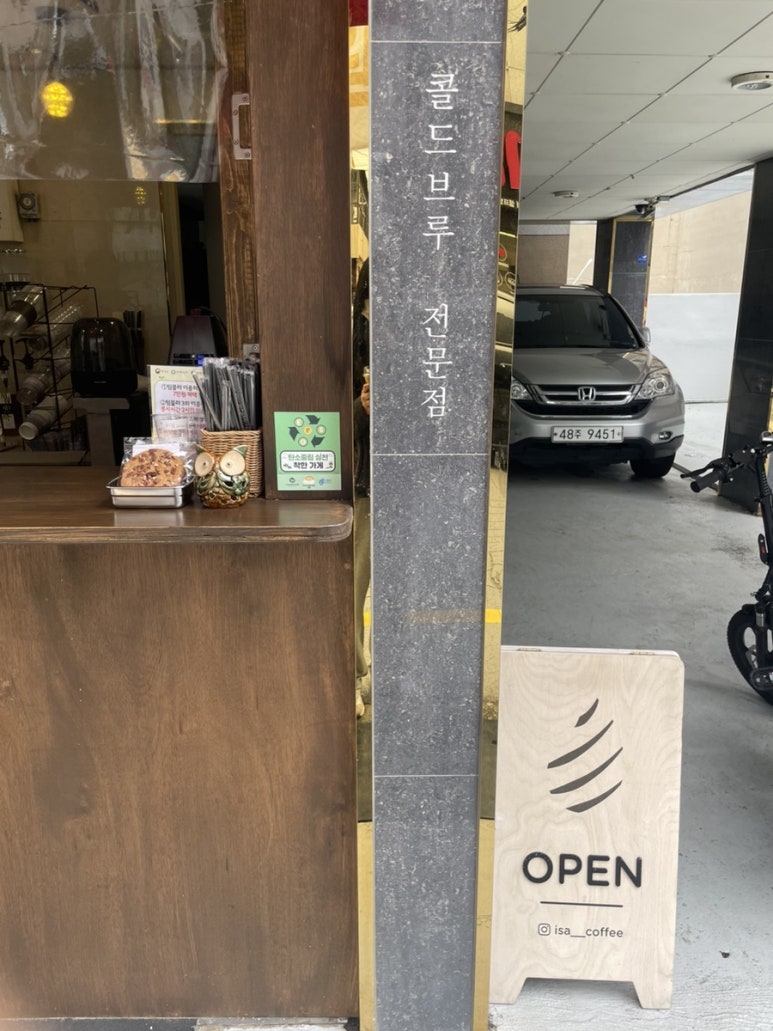 콜드브루 전문점
탄소중립 실천
착한 가게
48주 9451
OPEN
isa__coffee